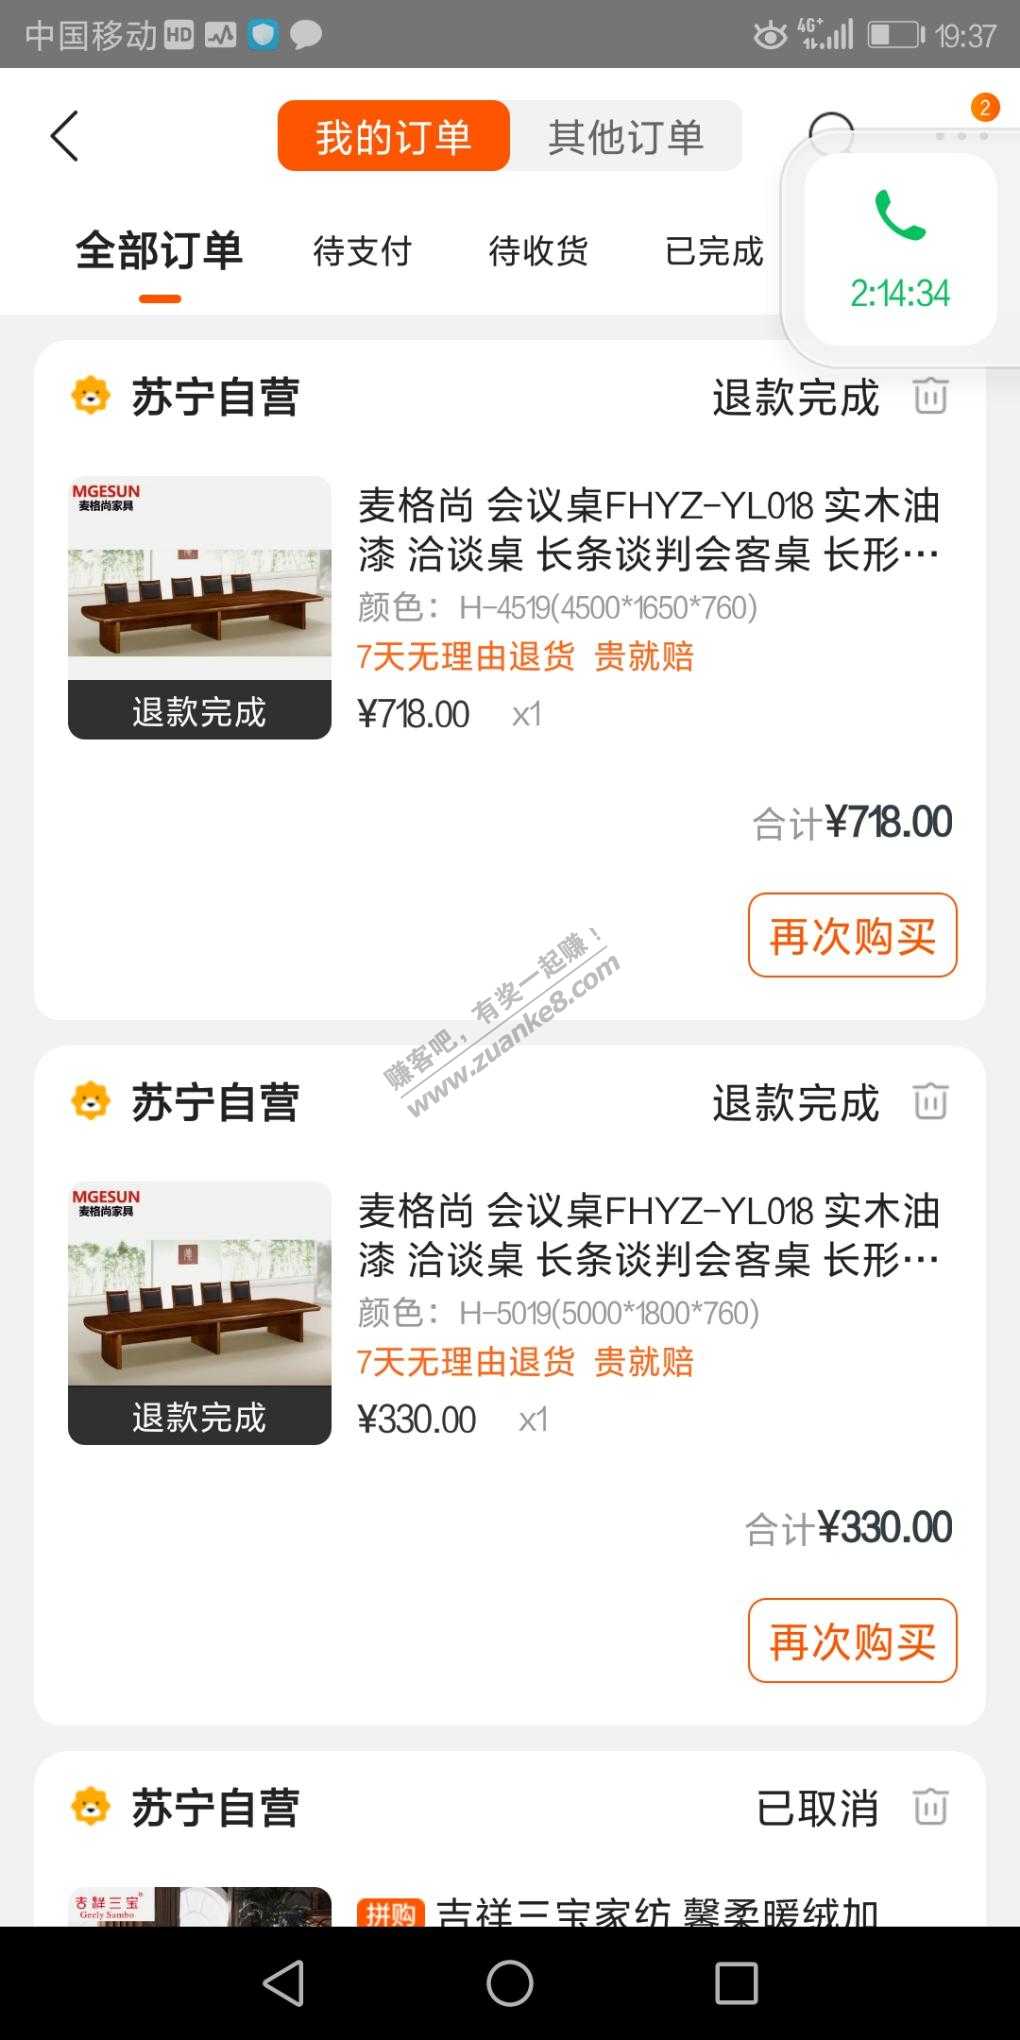 中国移动 HD 4G+ 19:37
我的订单 其他订单 2
全部订单 待支付 待收货 已完成
2:14:34
苏宁自营 退款完成
MGESUN
麦格尚家具
退款完成
麦格尚 会议桌FHYZ-YL018 实木油
漆 洽谈桌 长条谈判会客桌 长形…
颜色：H-4519(4500*1650*760)
7天无理由退货 贵就赔
¥718.00 x1
合计¥718.00
再次购买
赚客吧，有奖一起赚！
www.zuanke8.com
苏宁自营 退款完成
MGESUN
麦格尚家具
退款完成
麦格尚 会议桌FHYZ-YL018 实木油
漆 洽谈桌 长条谈判会客桌 长形…
颜色：H-5019(5000*1800*760)
7天无理由退货 贵就赔
¥330.00 x1
合计¥330.00
再次购买
苏宁自营 已取消
吉祥三宝
Geely Sambo
拼购 吉祥三宝家纺 馨柔暖绒加